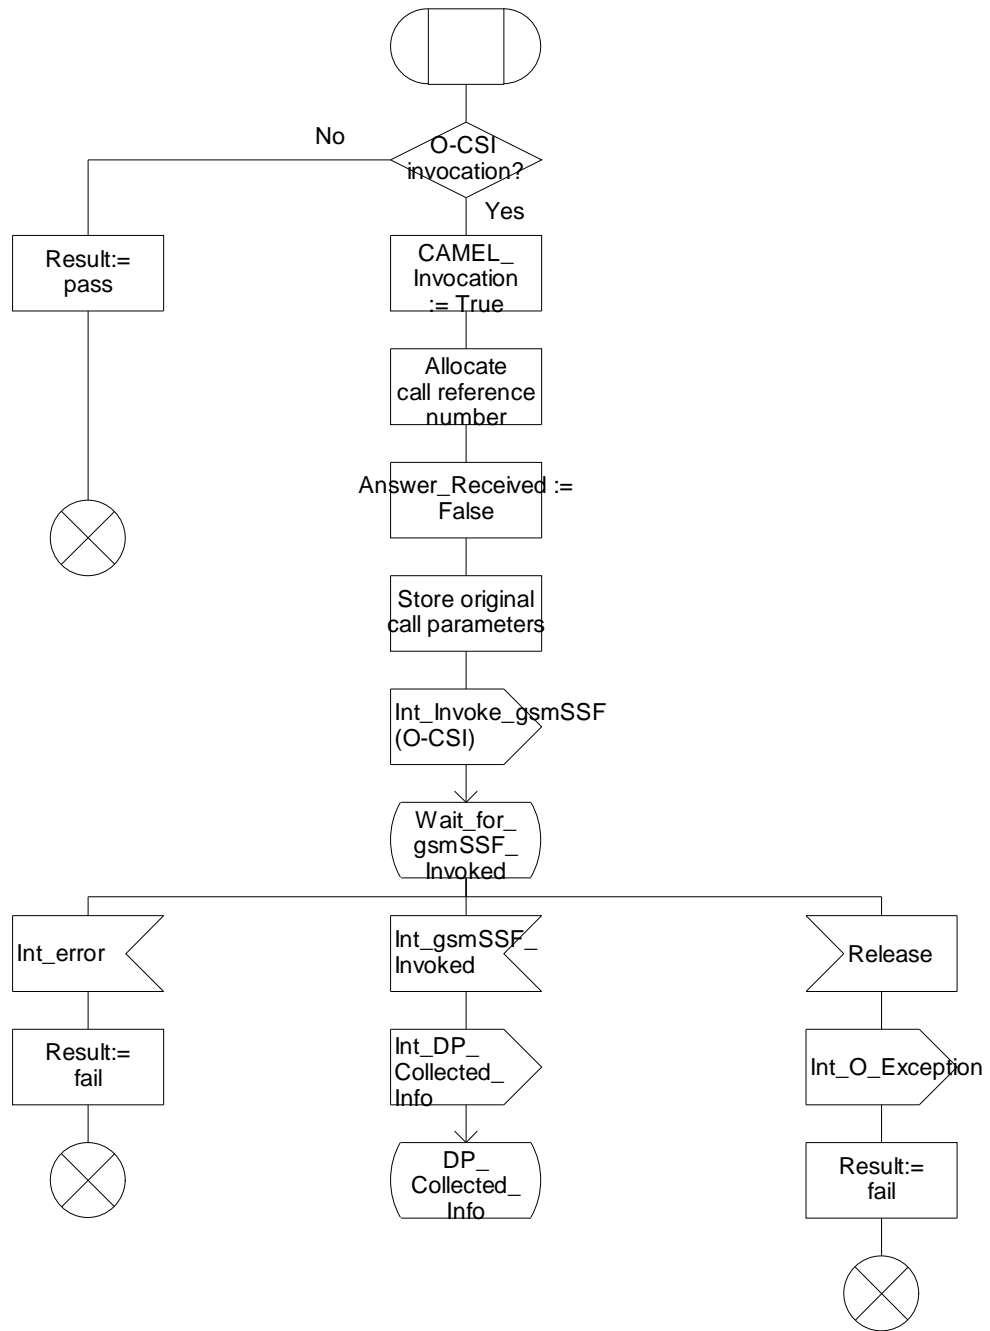 No
O-CSI
invocation?
Yes
Result:=
pass
CAMEL_
Invocation
:= True
Allocate
call reference
number
Answer_Received :=
False
Store original
call parameters
Int_Invoke_gsmSSF
(O-CSI)
Wait_for_
gsmSSF_
Invoked
Int_error
Int_gsmSSF_
Invoked
Release
Result:=
fail
Int_DP_
Collected_
Info
Int_O_Exception
DP_
Collected_
Info
Result:=
fail